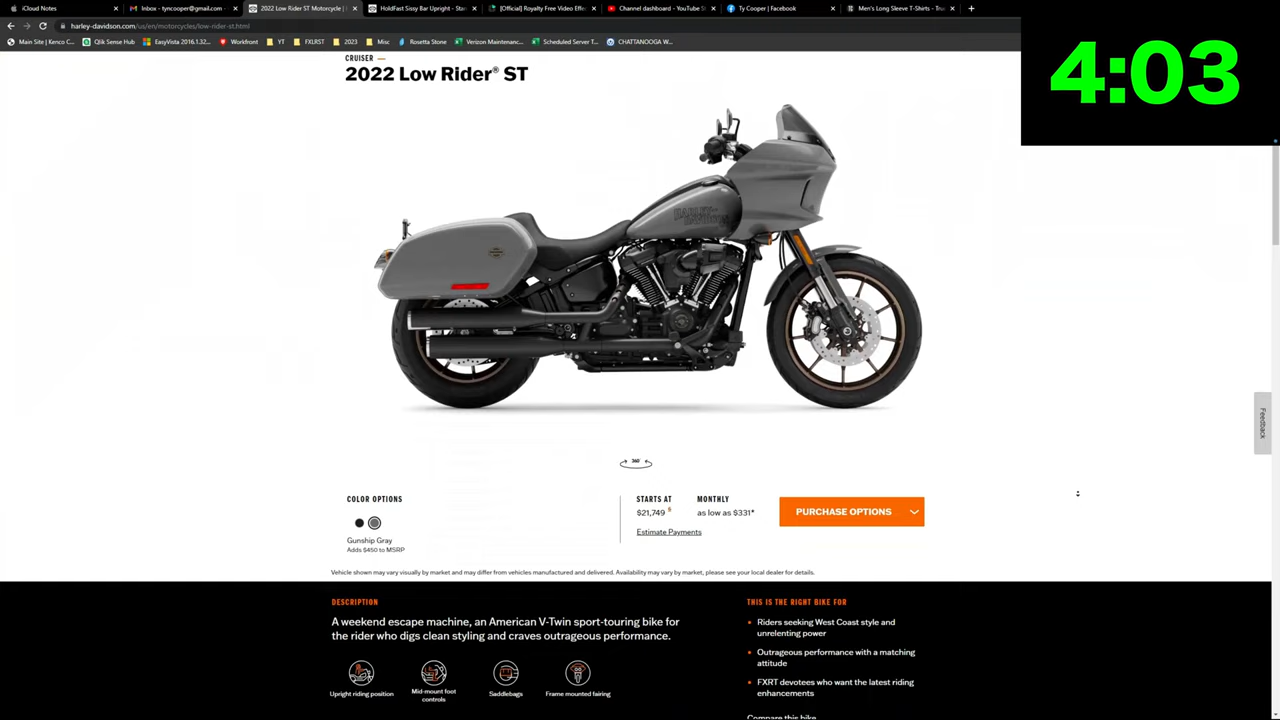 iCloud Notes
Inbox - tyncooper@gmail.com -
2022 Low Rider ST Motorcycle |
HoldFast Sissy Bar Upright - Stan
[Official] Royalty Free Video Effe
Channel dashboard - YouTube St
Ty Cooper | Facebook
Men's Long Sleeve T-Shirts - True
harley-davidson.com/us/en/motorcycles/low-rider-st.html
Main Site | Kenco C...
Qlik Sense Hub
EasyVista 2016.1.32...
Workfront
YT
FXLRST
2023
Misc
Rosetta Stone
Verizon Maintenanc...
Scheduled Server T...
CHATTANOOGA W...
4:03
CRUISER
2022 Low Rider® ST
HARLEY-DAVIDSON
360°
Feedback
COLOR OPTIONS
Gunship Gray
Adds $450 to MSRP
STARTS AT
$21,749
Estimate Payments
MONTHLY
as low as $331*
PURCHASE OPTIONS
Vehicle shown may vary visually by market and may differ from vehicles manufactured and delivered. Availability may vary by market, please see your local dealer for details.
DESCRIPTION
A weekend escape machine, an American V-Twin sport-touring bike for
the rider who digs clean styling and craves outrageous performance.
Upright riding position
Mid-mount foot
controls
Saddlebags
Frame mounted fairing
THIS IS THE RIGHT BIKE FOR
Riders seeking West Coast style and
unrelenting power
Outrageous performance with a matching
attitude
FXRT devotees who want the latest riding
enhancements
Compare this bike